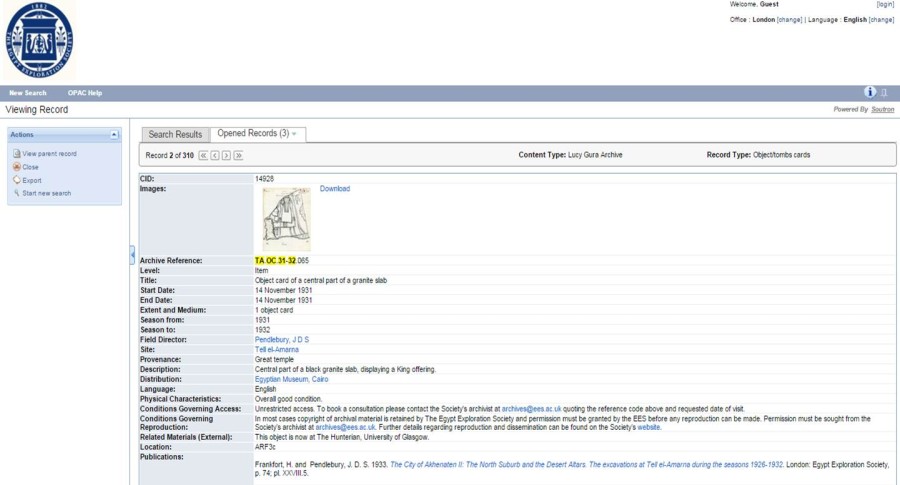 THE EGYPT EXPLORATION SOCIETY
Welcome, Guest [login]
Office : London [change] | Language : English [change]
New Search OPAC Help
Viewing Record
Powered By Soutron
Actions
View parent record
Close
Export
Start new search
Search Results Opened Records (3)
Record 2 of 310 Content Type: Lucy Gura Archive Record Type: Object/tombs cards
CID: 14928
Images: Download
Archive Reference: TA.OC.31-32.065
Level: Item
Title: Object card of a central part of a granite slab
Start Date: 14 November 1931
End Date: 14 November 1931
Extent and Medium: 1 object card
Season from: 1931
Season to: 1932
Field Director: Pendlebury, J D S
Site: Tell el-Amarna
Provenance: Great temple
Description: Central part of a black granite slab, displaying a King offering.
Distribution: Egyptian Museum, Cairo
Language: English
Physical Characteristics: Overall good condition.
Conditions Governing Access: Unrestricted access. To book a consultation please contact the Society's archivist at archives@ees.ac.uk quoting the reference code above and requested date of visit.
Conditions Governing Reproduction: In most cases copyright of archival material is retained by The Egypt Exploration Society and permission must be granted by the EES before any reproduction can be made. Permission must be sought from the
Society's archivist at archives@ees.ac.uk. Further details regarding reproduction and dissemination can be found on the Society's website.
Related Materials (External): This object is now at The Hunterian, University of Glasgow.
Location: ARF3c
Publications:
Frankfort, H. and Pendlebury, J. D. S. 1933. The City of Akhenaten II: The North Suburb and the Desert Altars. The excavations at Tell el-Amarna during the seasons 1926-1932. London: Egypt Exploration Society,
p. 74; pl. XXVIII.5.